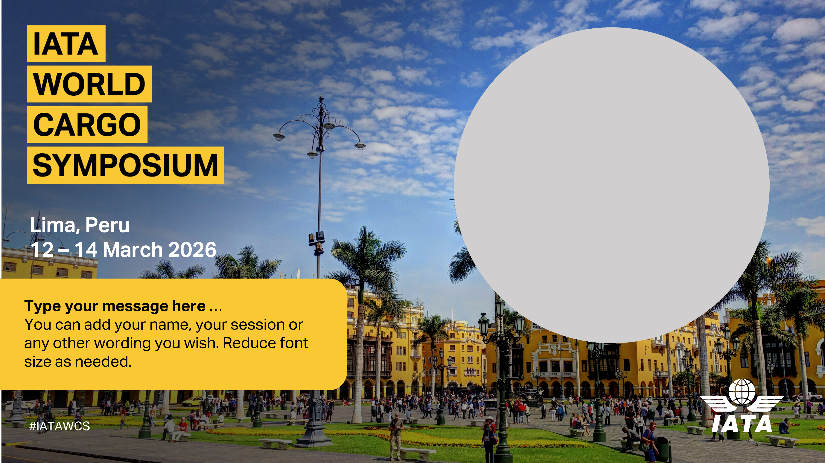 IATA
WORLD
CARGO
SYMPOSIUM
Lima, Peru
12 – 14 March 2026
Type your message here ...
You can add your name, your session or
any other wording you wish. Reduce font
size as needed.
#IATAWCS
IATA